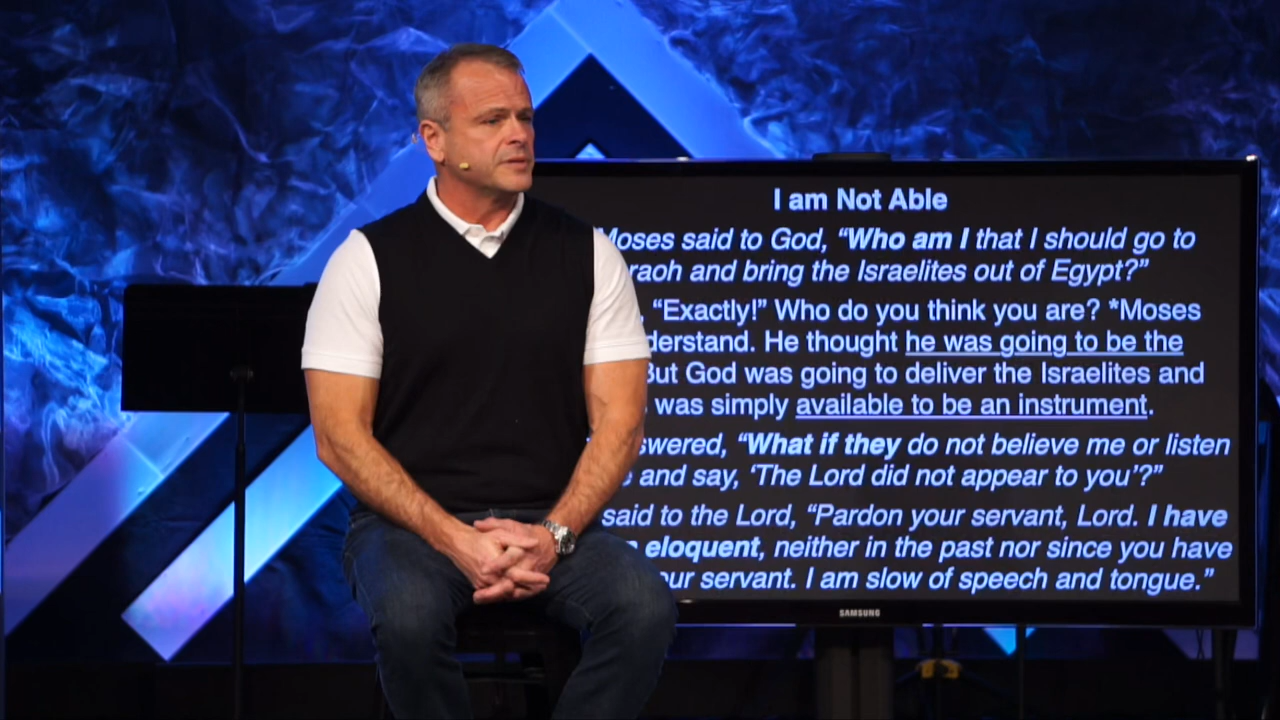 I am Not Able
Moses said to God, “Who am I that I should go to
raoh and bring the Israelites out of Egypt?”
, “Exactly!” Who do you think you are? *Moses
derstand. He thought he was going to be the
But God was going to deliver the Israelites and
was simply available to be an instrument.
swered, “What if they do not believe me or listen
and say, ‘The Lord did not appear to you’?”
said to the Lord, “Pardon your servant, Lord. I have
eloquent, neither in the past nor since you have
ur servant. I am slow of speech and tongue.”
SAMSUNG